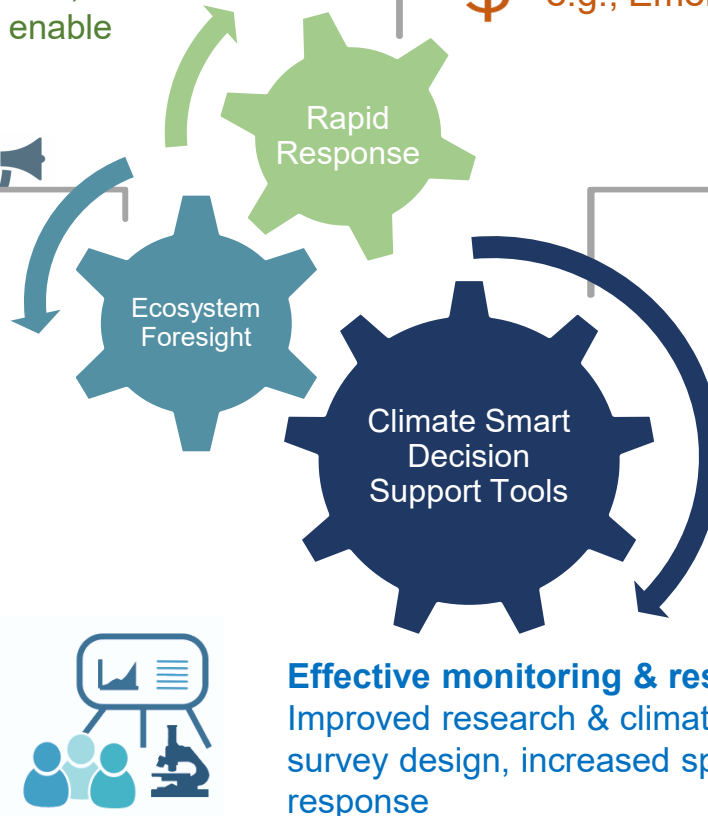 enable
e.g., Emer
Rapid
Response
Ecosystem
Foresight
Climate Smart
Decision
Support Tools
Effective monitoring & res
Improved research & climat
survey design, increased sp
response